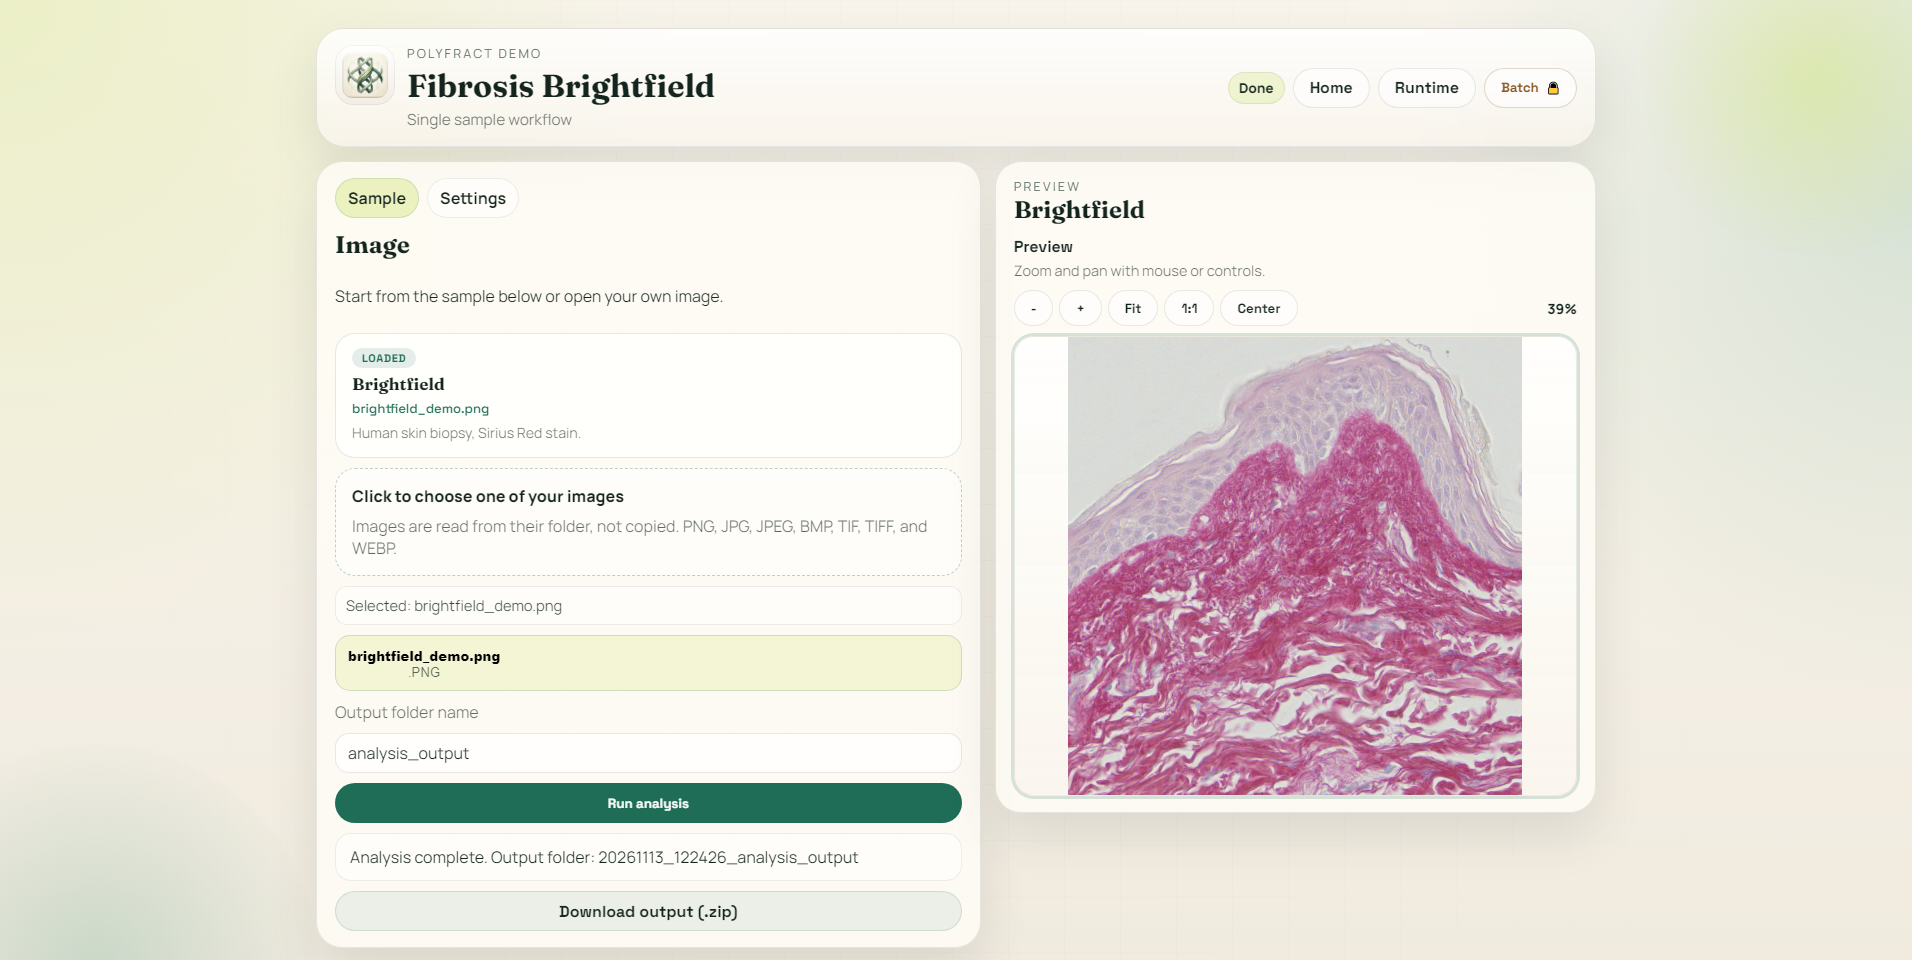 POLYFRACT DEMO
Fibrosis Brightfield
Single sample workflow
Done
Home
Runtime
Batch
Sample
Settings
Image
Start from the sample below or open your own image.
LOADED
Brightfield
brightfield_demo.png
Human skin biopsy, Sirius Red stain.
Click to choose one of your images
Images are read from their folder, not copied. PNG, JPG, JPEG, BMP, TIF, TIFF, and
WEBP.
Selected: brightfield_demo.png
brightfield_demo.png
.PNG
Output folder name
analysis_output
Run analysis
Analysis complete. Output folder: 20261113_122426_analysis_output
Download output (.zip)
PREVIEW
Brightfield
Preview
Zoom and pan with mouse or controls.
-
+
Fit
1:1
Center
39%